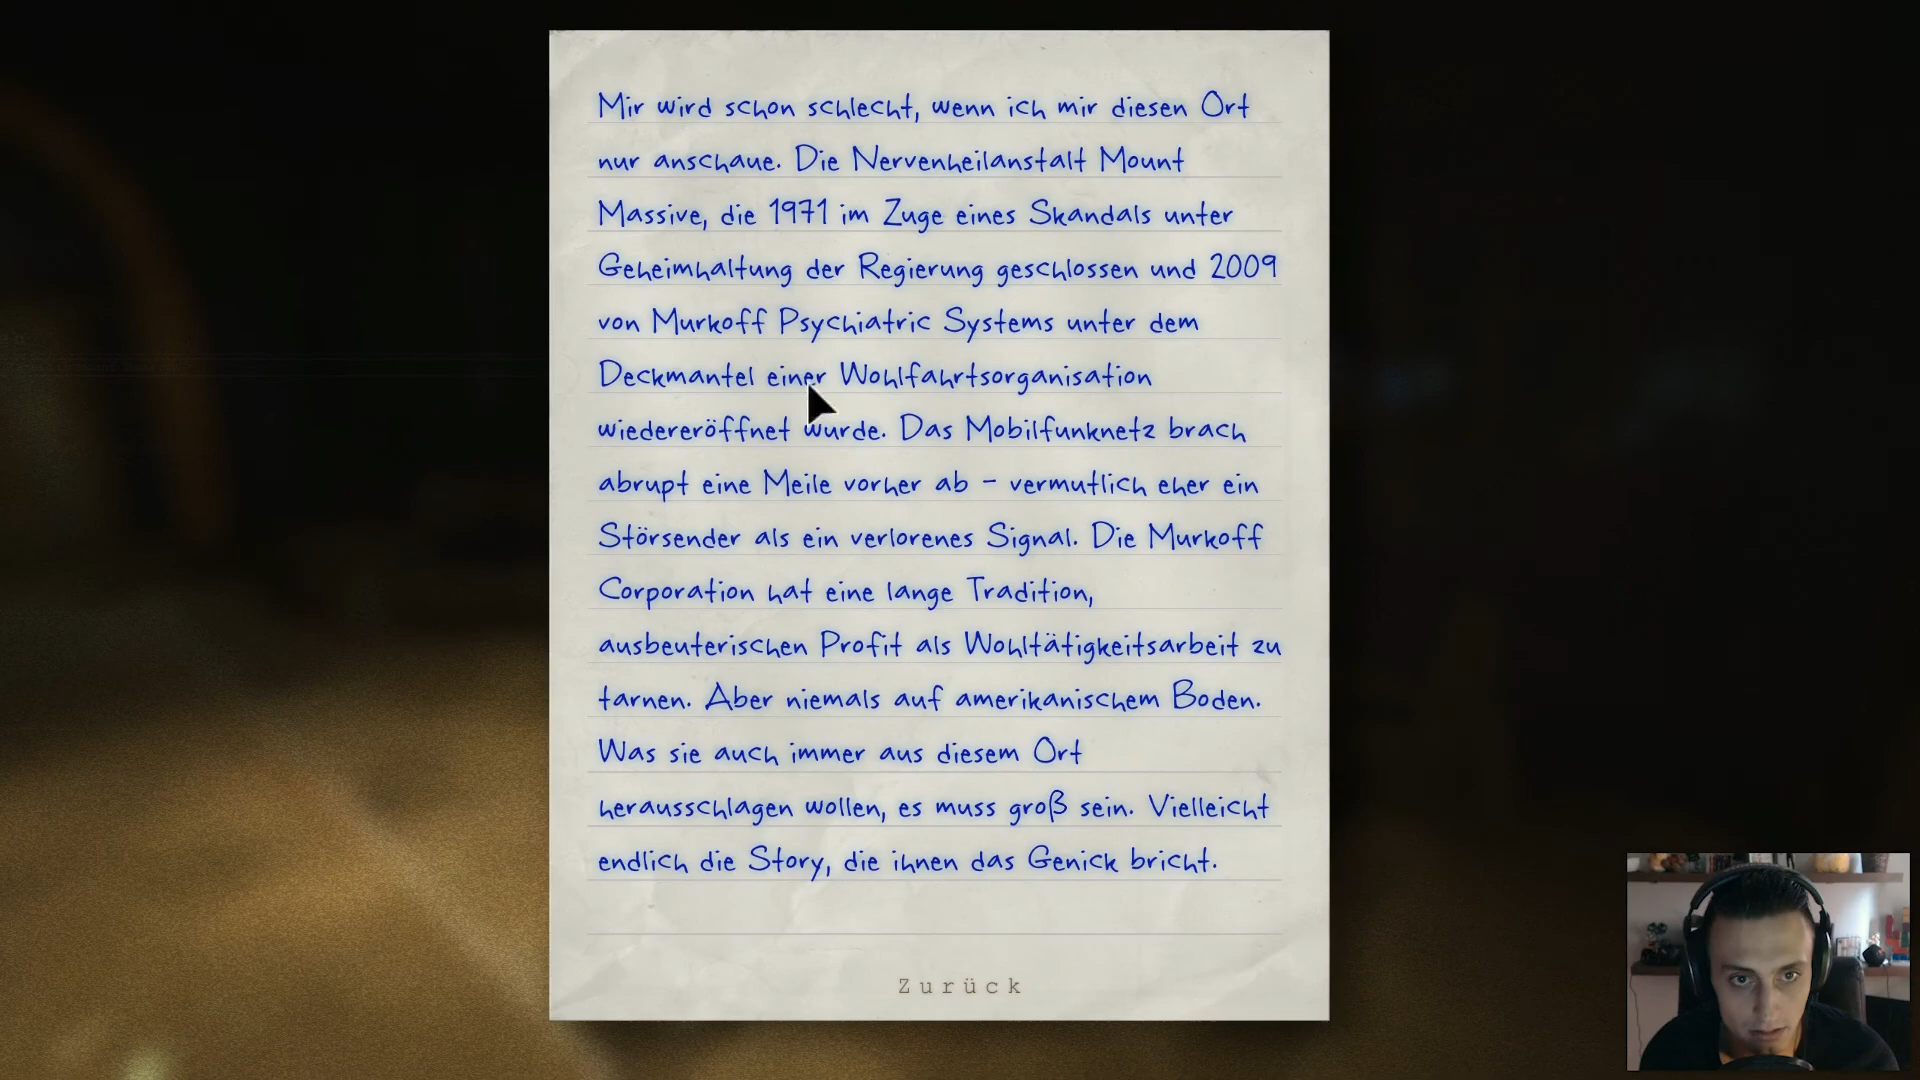 Mir wird schon schlecht, wenn ich mir diesen Ort
nur anschaue. Die Nervenheilanstalt Mount
Massive, die 1971 im Zuge eines Skandals unter
Geheimhaltung der Regierung geschlossen und 2009
von Murkoff Psychiatric Systems unter dem
Deckmantel einer Wohlfahrtsorganisation
wiedereröffnet wurde. Das Mobilfunknetz brach
abrupt eine Meile vorher ab - vermutlich eher ein
Störsender als ein verlorenes Signal. Die Murkoff
Corporation hat eine lange Tradition,
ausbeuterischen Profit als Wohltätigkeitsarbeit zu
tarnen. Aber niemals auf amerikanischem Boden.
Was sie auch immer aus diesem Ort
herausschlagen wollen, es muss groß sein. Vielleicht
endlich die Story, die ihnen das Genick bricht.
Zurück